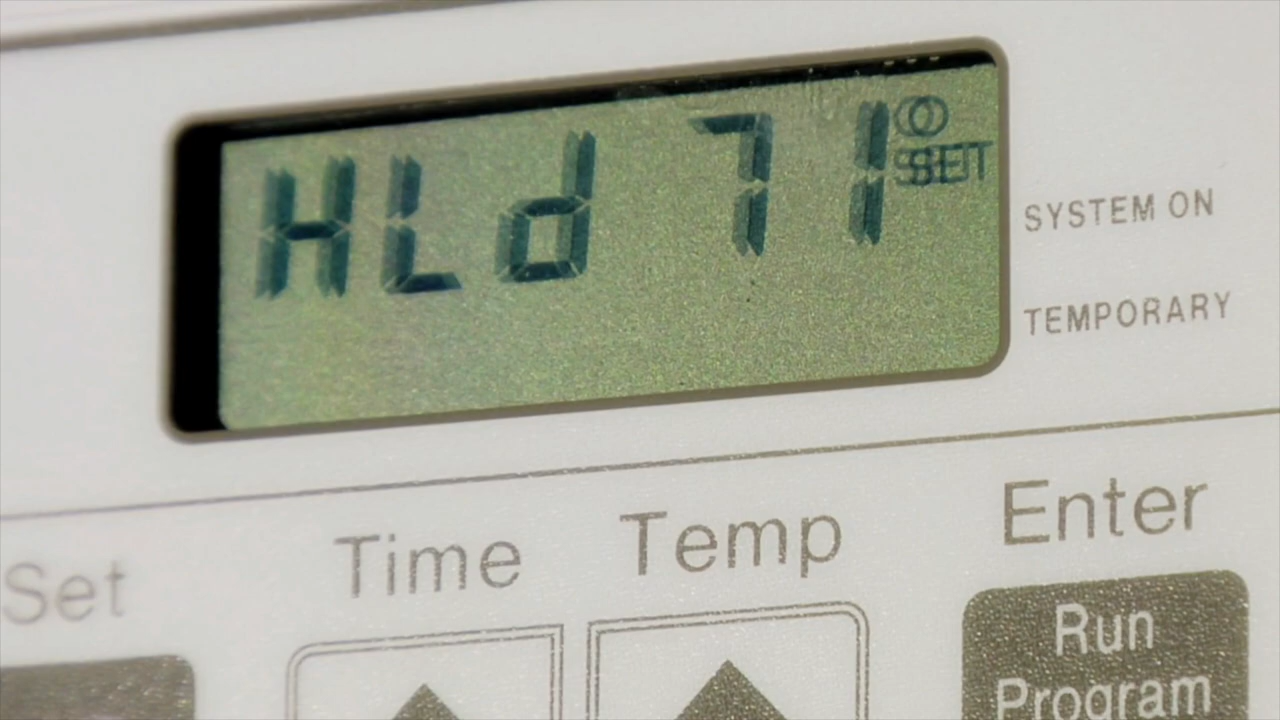 HLd 71° SET
SYSTEM ON
TEMPORARY
Set
Time
Temp
Enter
Run
Program